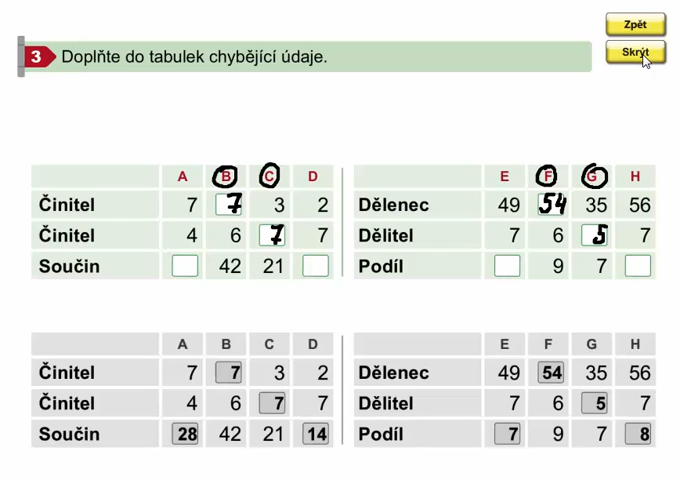 Zpět
3 Doplňte do tabulek chybějící údaje.
Skrýt
A B C D E F G H
Činitel 7 7 3 2 Dělenec 49 54 35 56
Činitel 4 6 7 7 Dělitel 7 6 5 7
Součin 42 21 Podíl 9 7
A B C D E F G H
Činitel 7 7 3 2 Dělenec 49 54 35 56
Činitel 4 6 7 7 Dělitel 7 6 5 7
Součin 28 42 21 14 Podíl 7 9 7 8